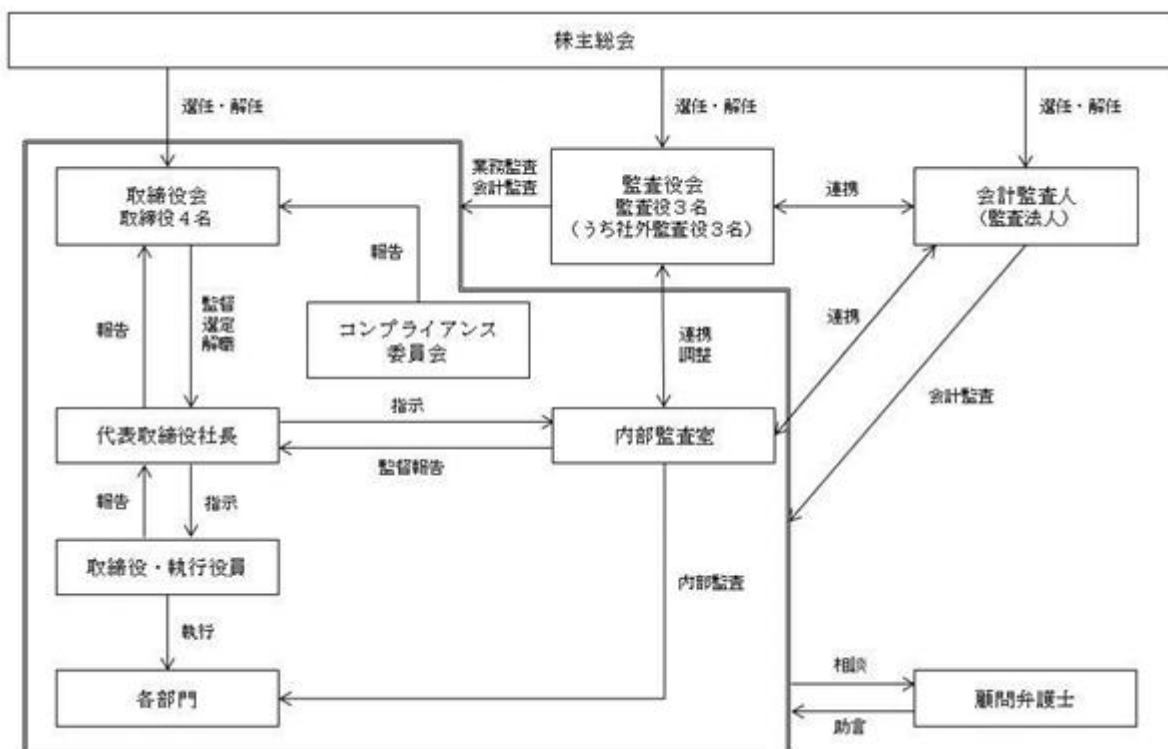 株主総会
選任・解任
選任・解任
選任・解任
取締役会
取締役４名
業務監査
会計監査
監査役会
監査役３名
（うち社外監査役３名）
連携
会計監査人
（監査法人）
報告
報告
監督
選定
解職
コンプライアンス
委員会
連携
調整
連携
会計監査
代表取締役社長
指示
監督報告
内部監査室
報告
指示
取締役・執行役員
内部監査
執行
各部門
相談
助言
顧問弁護士